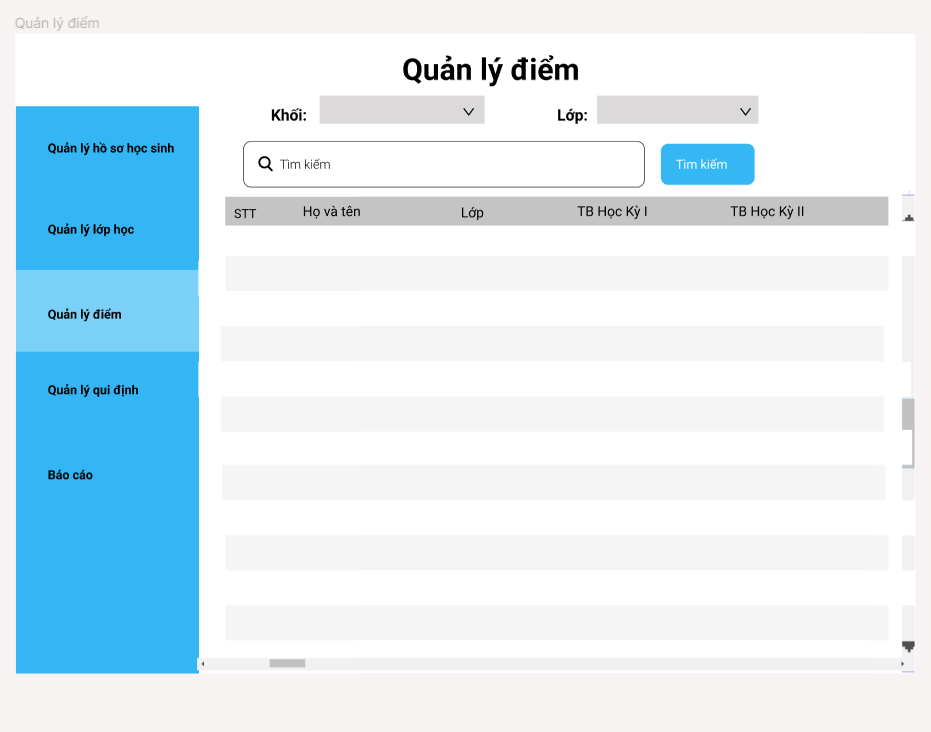 Quản lý điểm
Quản lý điểm
Khối:
Lớp:
Quản lý hồ sơ học sinh
Tìm kiếm
Tìm kiếm
STT Họ và tên Lớp TB Học Kỳ I TB Học Kỳ II
Quản lý lớp học
Quản lý điểm
Quản lý qui định
Báo cáo